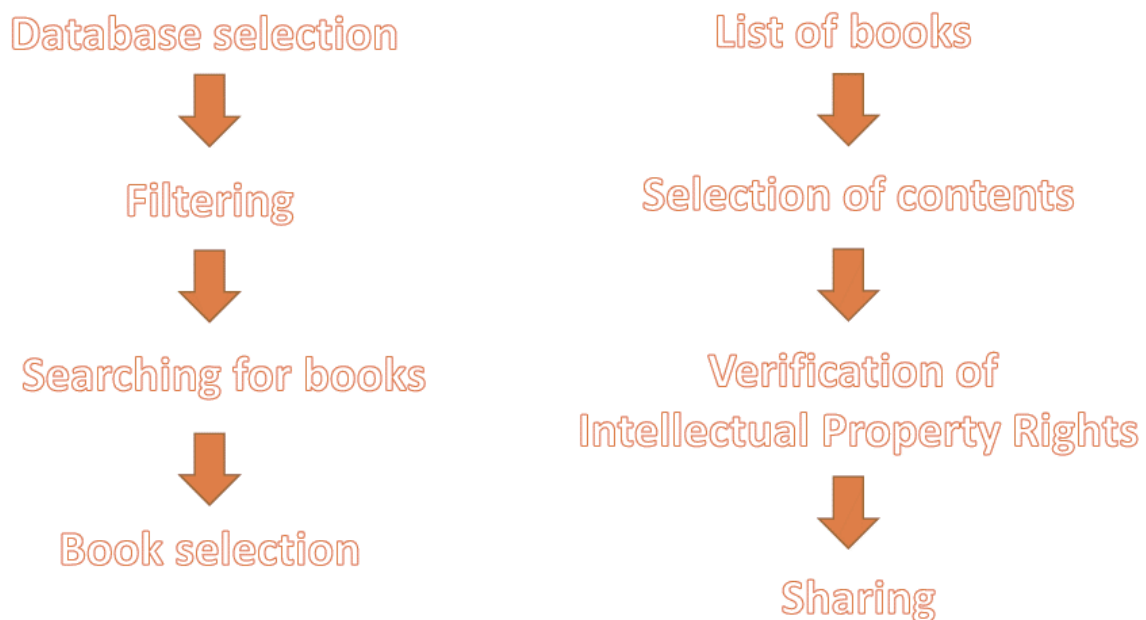 Database selection
Filtering
Searching for books
Book selection
List of books
Selection of contents
Verification of
Intellectual Property Rights
Sharing